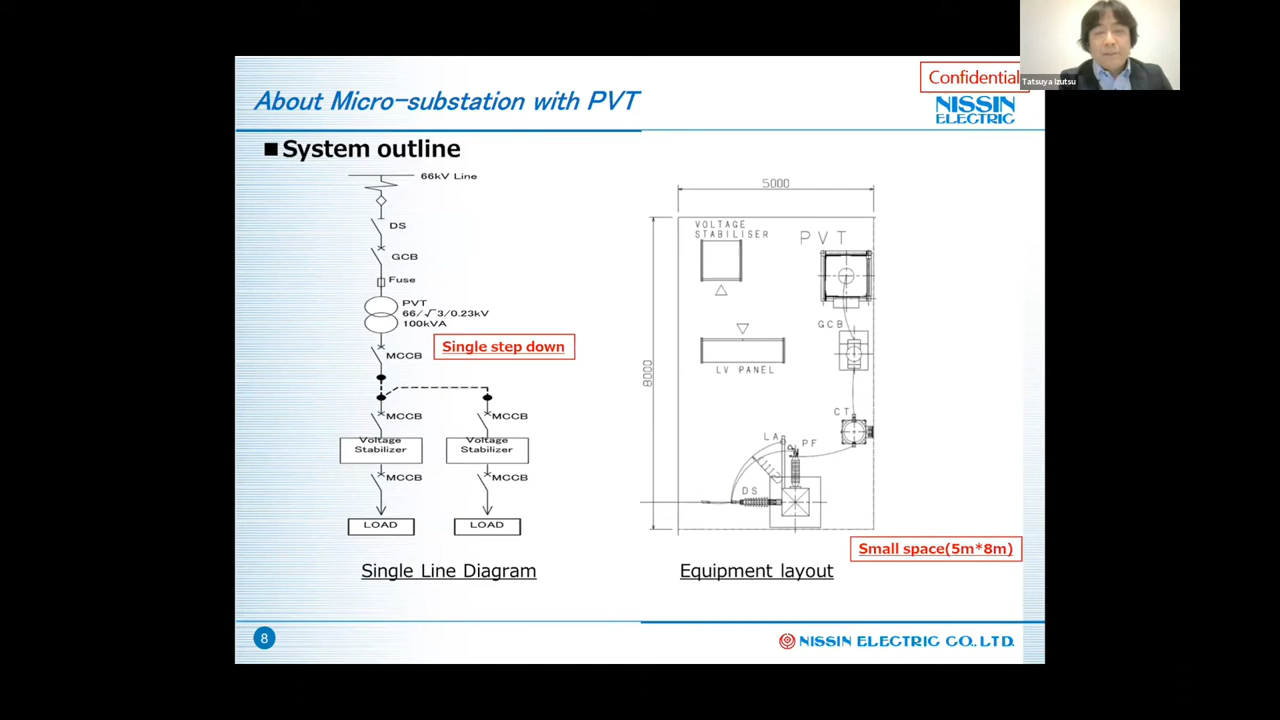 Tatsuya Izutsu
Confidential
About Micro-substation with PVT
NISSIN
ELECTRIC
■System outline
66kV Line
DS
GCB
Fuse
PVT
66/√3/0.23kV
100kVA
Single step down
MCCB
MCCB
MCCB
Voltage
Stabilizer
Voltage
Stabilizer
MCCB
MCCB
LOAD
LOAD
Single Line Diagram
5000
8000
VOLTAGE
STABILISER
PVT
GCB
LV PANEL
CT
LA
PF
DS
Small space(5m*8m)
Equipment layout
8
NISSIN ELECTRIC CO.,LTD.